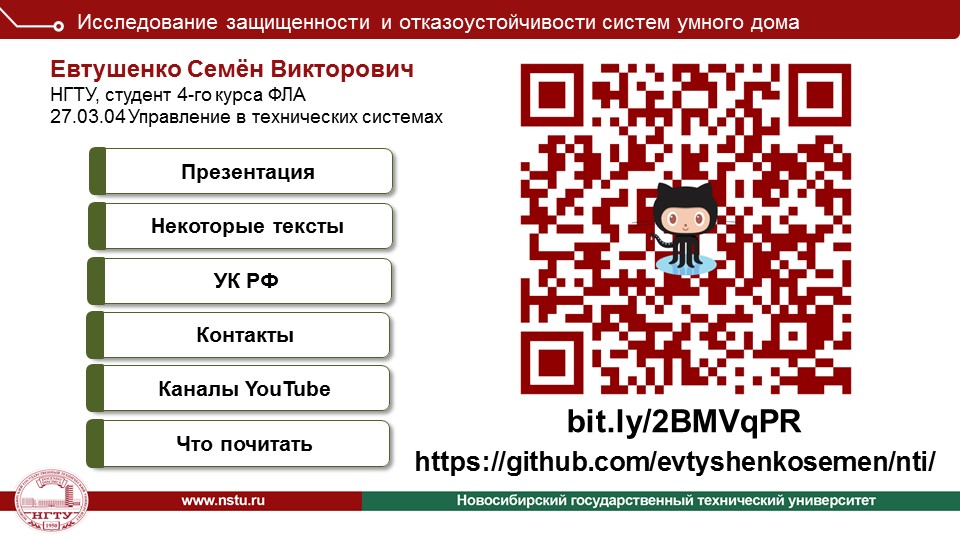 Исследование защищенности и отказоустойчивости систем умного дома
Евтушенко Семён Викторович
НГТУ, студент 4-го курса ФЛА
27.03.04 Управление в технических системах
Презентация
Некоторые тексты
УК РФ
Контакты
Каналы YouTube
Что почитать
bit.ly/2BMVqPR
https://github.com/evtyshenkosemen/nti/
НГТУ
1950
www.nstu.ru
Новосибирский государственный технический университет